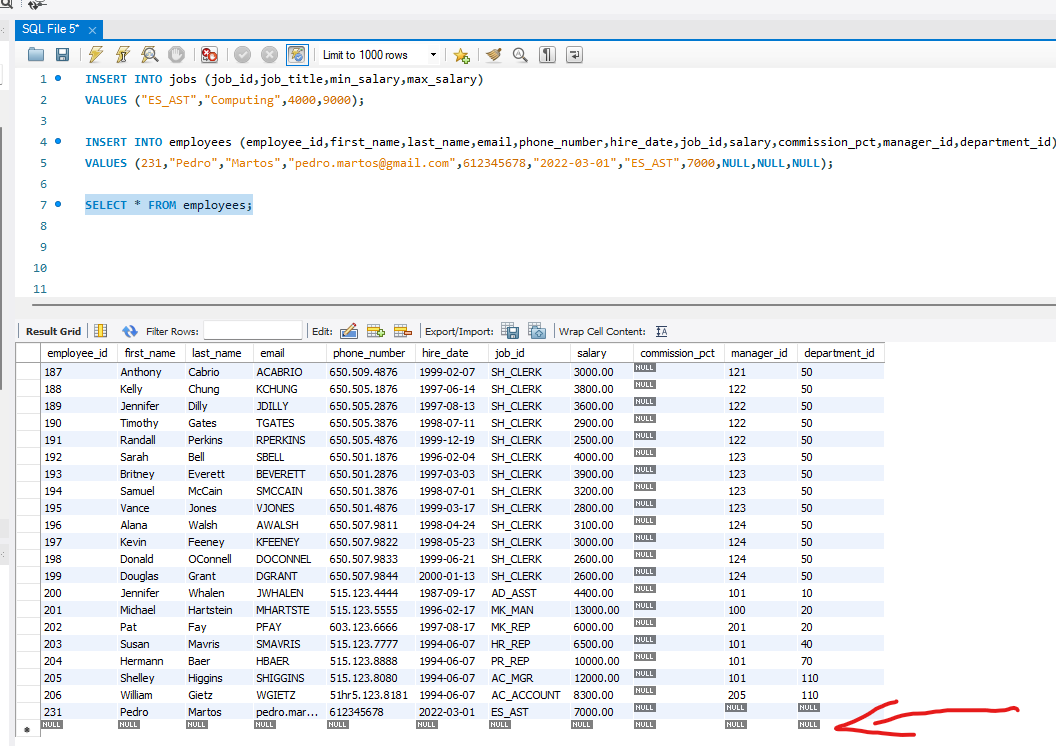 SQL File 5*
Limit to 1000 rows
1 INSERT INTO jobs (job_id,job_title,min_salary,max_salary)
2 VALUES ("ES_AST","Computing",4000,9000);
3
4 INSERT INTO employees (employee_id,first_name,last_name,email,phone_number,hire_date,job_id,salary,commission_pct,manager_id,department_id)
5 VALUES (231,"Pedro","Martos","pedro.martos@gmail.com",612345678,"2022-03-01","ES_AST",7000,NULL,NULL,NULL);
6
7 SELECT * FROM employees;
8
9
10
11
Result Grid Filter Rows: Edit: Export/Import: Wrap Cell Content: IA
employee_id first_name last_name email phone_number hire_date job_id salary commission_pct manager_id department_id
187 Anthony Cabrio ACABRIO 650.509.4876 1999-02-07 SH_CLERK 3000.00 NULL 121 50
188 Kelly Chung KCHUNG 650.505.1876 1997-06-14 SH_CLERK 3800.00 NULL 122 50
189 Jennifer Dilly JDILLY 650.505.2876 1997-08-13 SH_CLERK 3600.00 NULL 122 50
190 Timothy Gates TGATES 650.505.3876 1998-07-11 SH_CLERK 2900.00 NULL 122 50
191 Randall Perkins RPERKINS 650.505.4876 1999-12-19 SH_CLERK 2500.00 NULL 122 50
192 Sarah Bell SBELL 650.501.1876 1996-02-04 SH_CLERK 4000.00 NULL 123 50
193 Britney Everett BEVERETT 650.501.2876 1997-03-03 SH_CLERK 3900.00 NULL 123 50
194 Samuel McCain SMCCAIN 650.501.3876 1998-07-01 SH_CLERK 3200.00 NULL 123 50
195 Vance Jones VJONES 650.501.4876 1999-03-17 SH_CLERK 2800.00 NULL 123 50
196 Alana Walsh AWALSH 650.507.9811 1998-04-24 SH_CLERK 3100.00 NULL 124 50
197 Kevin Feeney KFEENEY 650.507.9822 1998-05-23 SH_CLERK 3000.00 NULL 124 50
198 Donald OConnell DOCONNEL 650.507.9833 1999-06-21 SH_CLERK 2600.00 NULL 124 50
199 Douglas Grant DGRANT 650.507.9844 2000-01-13 SH_CLERK 2600.00 NULL 124 50
200 Jennifer Whalen JWHALEN 515.123.4444 1987-09-17 AD_ASST 4400.00 NULL 101 10
201 Michael Hartstein MHARTSTE 515.123.5555 1996-02-17 MK_MAN 13000.00 NULL 100 20
202 Pat Fay PFAY 603.123.6666 1997-08-17 MK_REP 6000.00 NULL 201 20
203 Susan Mavris SMAVRIS 515.123.7777 1994-06-07 HR_REP 6500.00 NULL 101 40
204 Hermann Baer HBAER 515.123.8888 1994-06-07 PR_REP 10000.00 NULL 101 70
205 Shelley Higgins SHIGGINS 515.123.8080 1994-06-07 AC_MGR 12000.00 NULL 101 110
206 William Gietz WGIETZ 51hr5.123.8181 1994-06-07 AC_ACCOUNT 8300.00 NULL 205 110
231 Pedro Martos pedro.mar... 612345678 2022-03-01 ES_AST 7000.00 NULL NULL NULL
NULL NULL NULL NULL NULL NULL NULL NULL NULL NULL NULL